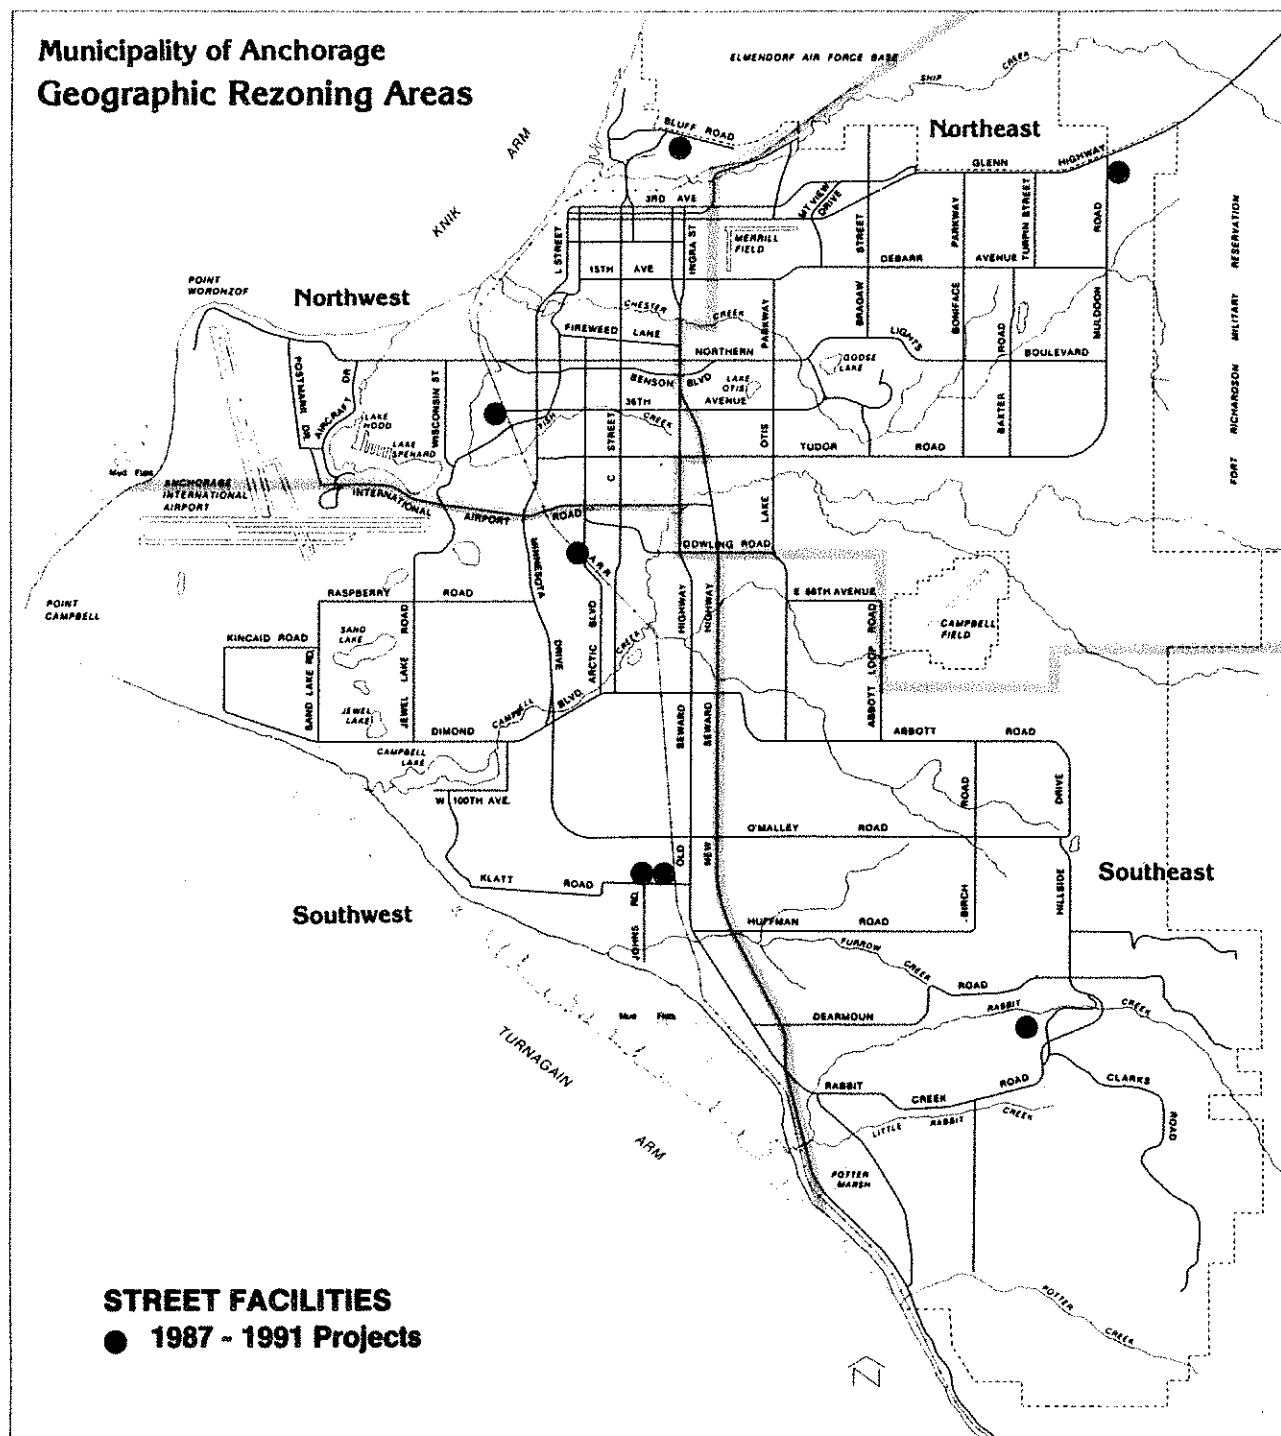 Municipality of Anchorage
Geographic Rezoning Areas
ELMENDORF AIR FORCE BASE
SHIP CREEK
BLUFF ROAD
Northeast
GLENN HIGHWAY
KNIK ARM
3RD AVE
MT VIEW DRIVE
MERRILL FIELD
L STREET
INGRA ST
15TH AVE
DEBARR AVENUE
STREET
BRAGAW
PARKWAY
BONIFACE
TURPIN STREET
ROAD
MULDOON
FORT RICHARDSON MILITARY RESERVATION
POINT WORONZOF
Northwest
CHESTER CREEK
FIREWEED LANE
PARKWAY
NORTHERN LIGHTS BOULEVARD
BENSON BLVD
LAKE OTIS
GOOSE LAKE
36TH AVENUE
BAXTER ROAD
POSTMARK DR
AIRCRAFT DR
WISCONSIN ST
LAKE HOOD
LAKE SPENARD
FISH CREEK
C STREET
TUDOR ROAD
OTIS
LAKE
Mud Flats
ANCHORAGE INTERNATIONAL AIRPORT
INTERNATIONAL AIRPORT ROAD
DOWLING ROAD
MINNESOTA
DRIVE
A.R.R.
POINT CAMPBELL
RASPBERRY ROAD
E 68TH AVENUE
CAMPBELL FIELD
KINCAID ROAD
SAND LAKE
SAND LAKE RD
JEWEL LAKE ROAD
JEWEL LAKE
ARCTIC BLVD
CAMPBELL CREEK
HIGHWAY
HIGHWAY
ABBOTT LOOP ROAD
DIMOND BLVD
CAMPBELL LAKE
SEWARD
SEWARD
ABBOTT ROAD
W 100TH AVE.
ROAD
DRIVE
O'MALLEY ROAD
OLD
NEW
KLATT ROAD
JOHNS RD.
BIRCH
HILLSIDE
Southeast
Southwest
HUFFMAN ROAD
FURROW CREEK
ROAD
RABBIT CREEK
DEARMOUN
Mud Flats
TURNAGAIN ARM
RABBIT CREEK ROAD
CLARKS ROAD
LITTLE RABBIT CREEK
POTTER MARSH
POTTER CREEK
STREET FACILITIES
1987 - 1991 Projects
N